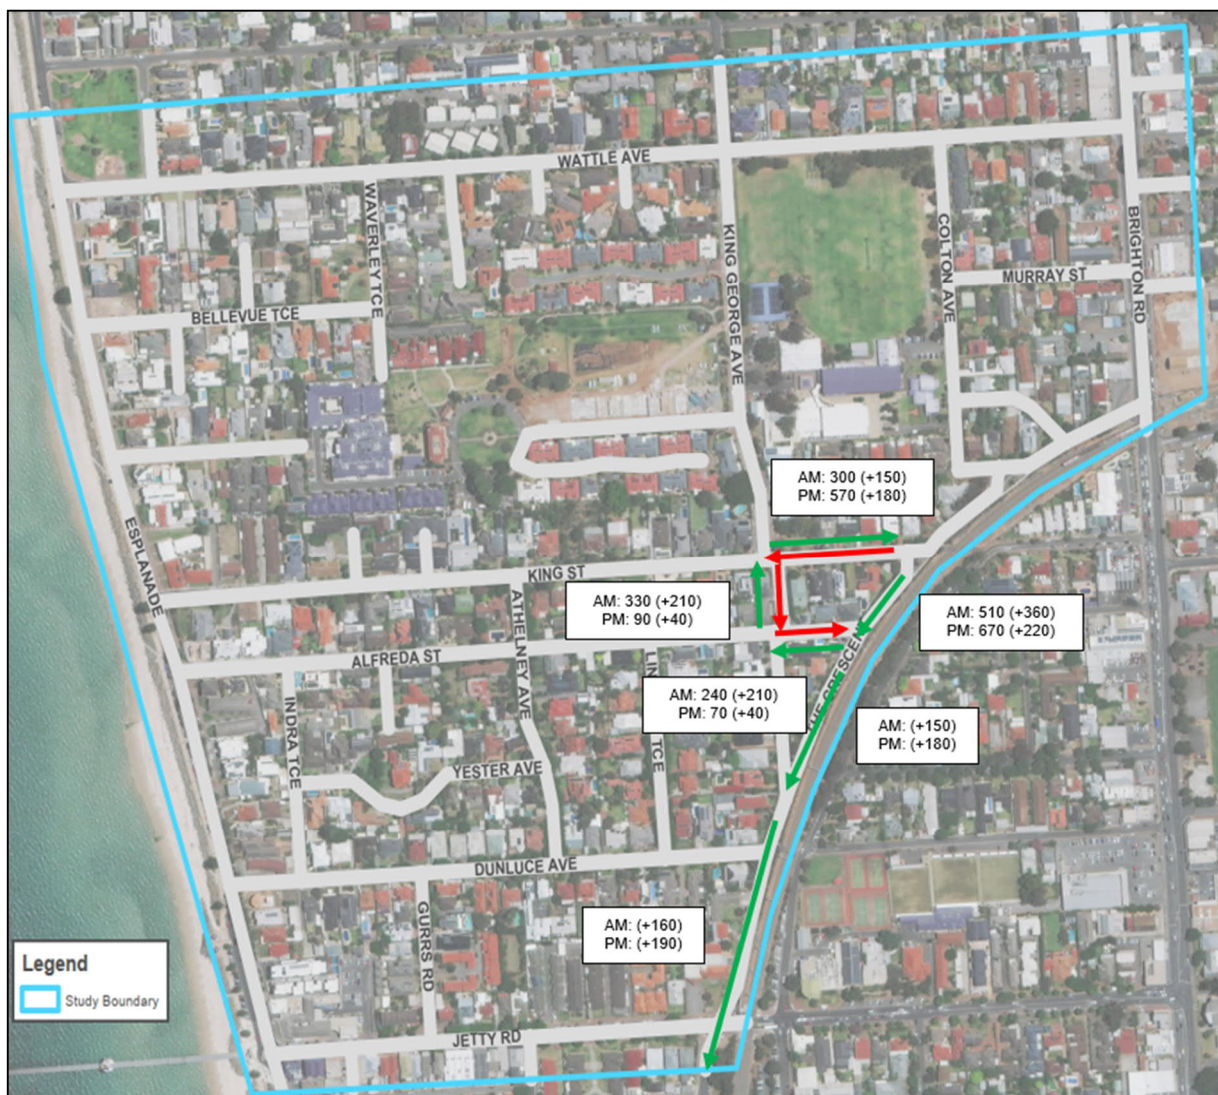 WATTLE AVE
WAVERLEY TCE
KING GEORGE AVE
COLTON AVE
BRIGHTON RD
MURRAY ST
BELLEVUE TCE
AM: 300 (+150)
PM: 570 (+180)
ESPLANADE
KING ST
ATHELNEY AVE
AM: 330 (+210)
PM: 90 (+40)
AM: 510 (+360)
PM: 670 (+220)
ALFREDA ST
INDRA TCE
LIN
TCE
AM: 240 (+210)
PM: 70 (+40)
AM: (+150)
PM: (+180)
YESTER AVE
DUNLUCE AVE
GURRS RD
AM: (+160)
PM: (+190)
Legend
Study Boundary
JETTY RD